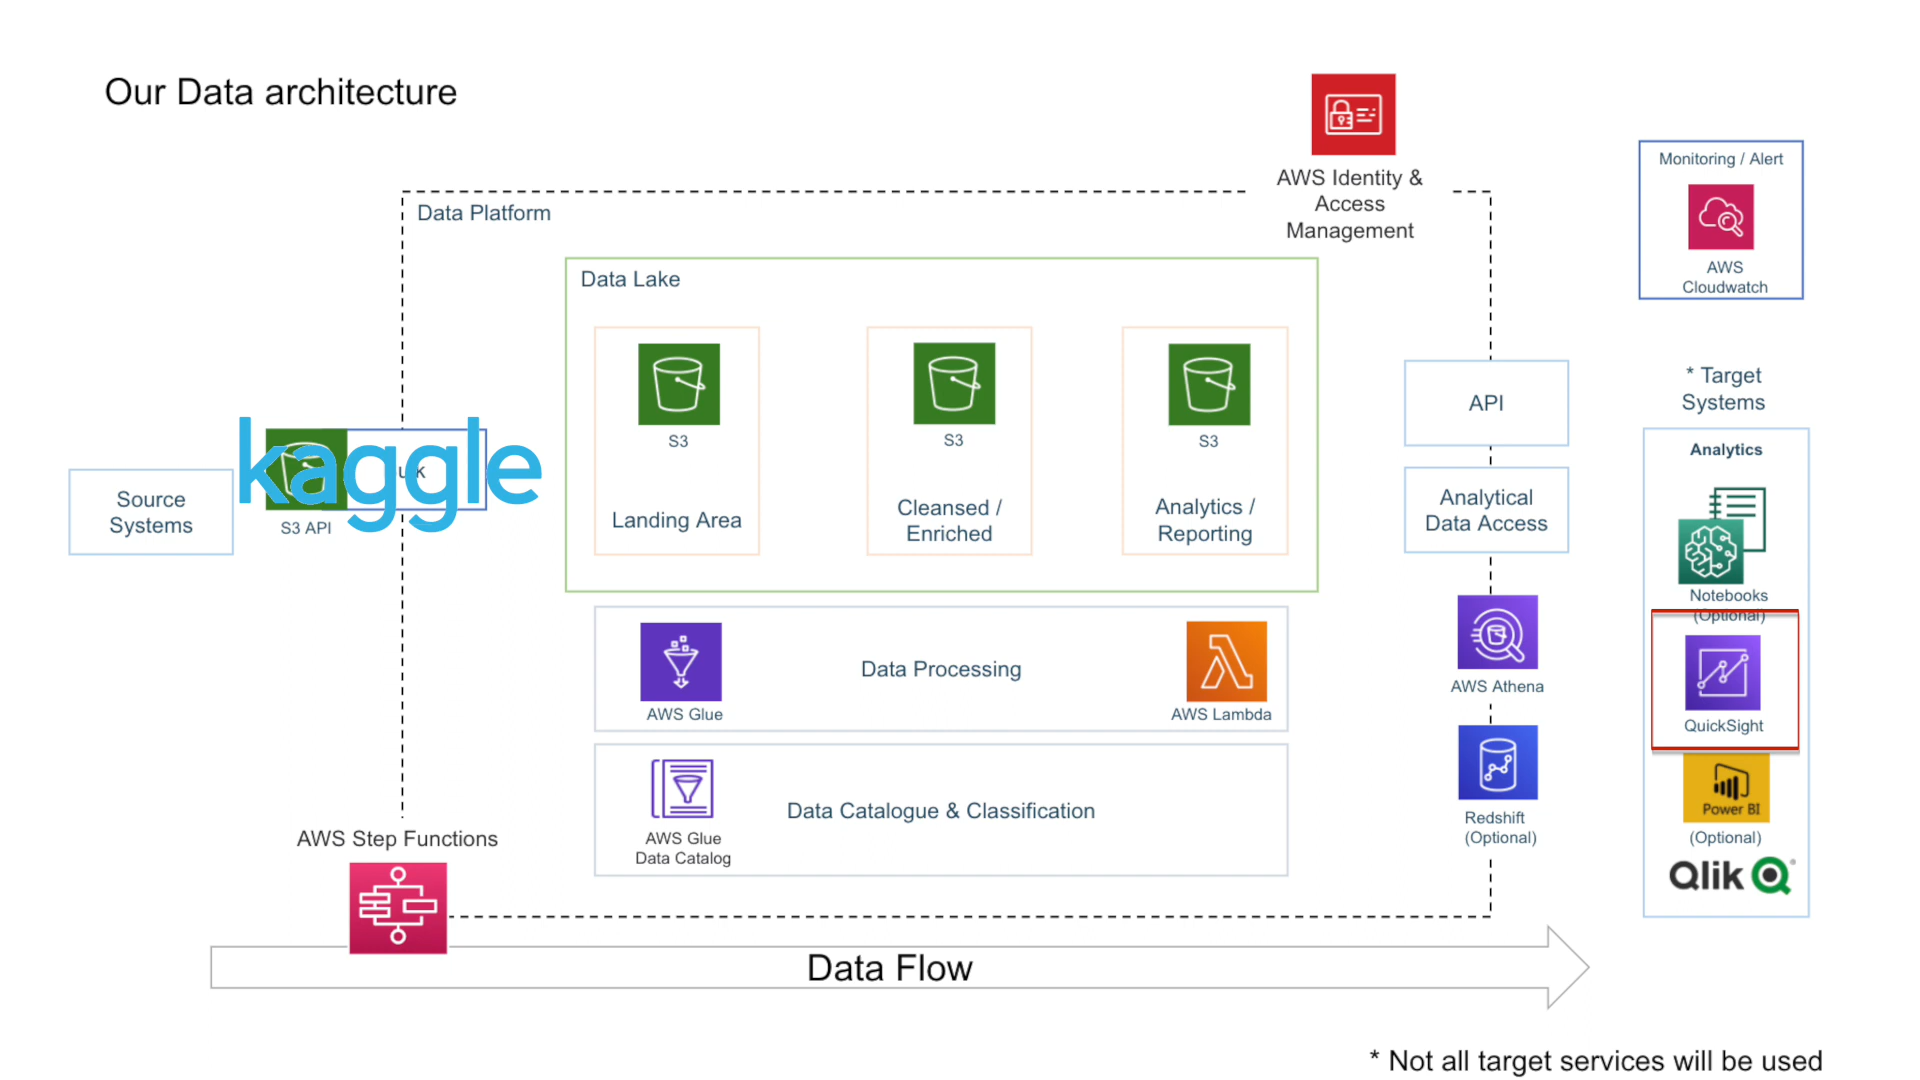 Our Data architecture
AWS Identity &
Access
Management
Monitoring / Alert
AWS
Cloudwatch
Data Platform
Data Lake
S3
Landing Area
S3
Cleansed /
Enriched
S3
Analytics /
Reporting
Source
Systems
kaggle
S3 API
API
Analytical
Data Access
* Target
Systems
Analytics
Notebooks
(Optional)
QuickSight
Power BI
(Optional)
Qlik
AWS Glue
Data Processing
AWS Lambda
AWS Athena
AWS Glue
Data Catalog
Data Catalogue & Classification
Redshift
(Optional)
AWS Step Functions
Data Flow
* Not all target services will be used